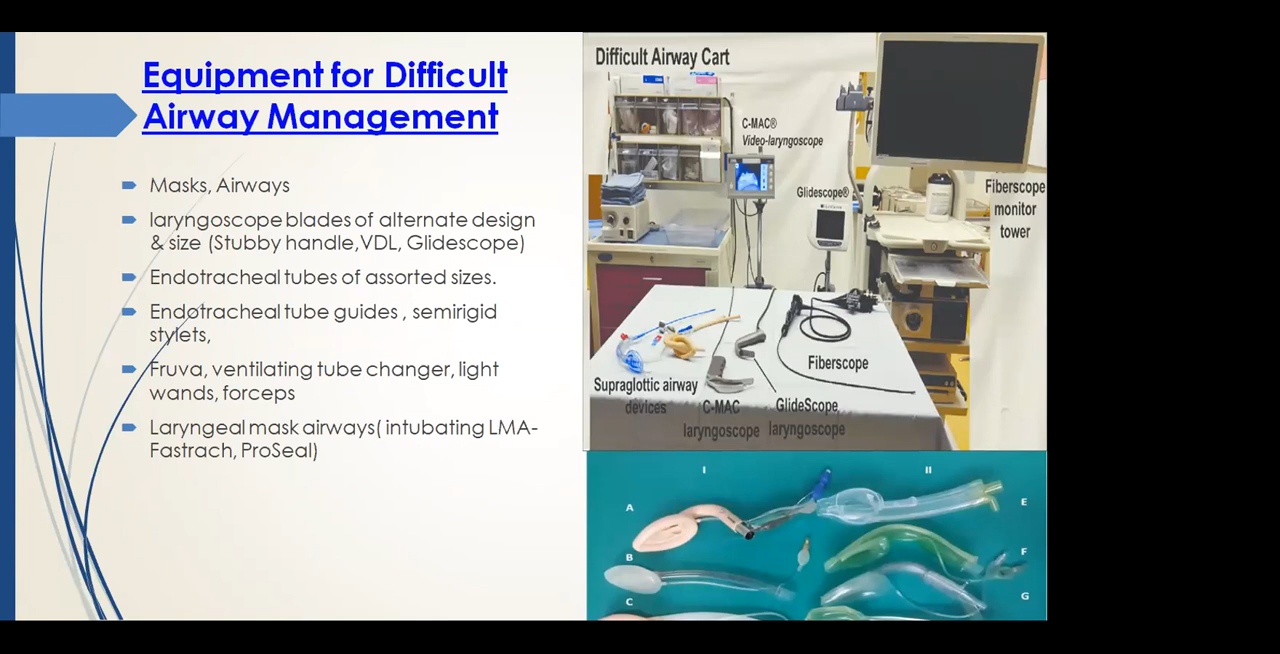 Equipment for Difficult
Airway Management
Masks, Airways
laryngoscope blades of alternate design
& size (Stubby handle,VDL, Glidescope)
Endotracheal tubes of assorted sizes.
Endotracheal tube guides , semirigid
stylets,
Fruva, ventilating tube changer, light
wands, forceps
Laryngeal mask airways( intubating LMA-
Fastrach, ProSeal)
Difficult Airway Cart
C-MAC®
Video-laryngoscope
Glidescope®
Fiberscope
monitor
tower
Fiberscope
Supraglottic airway
devices
C-MAC
laryngoscope
GlideScope
laryngoscope
I
II
A
E
B
F
C
G